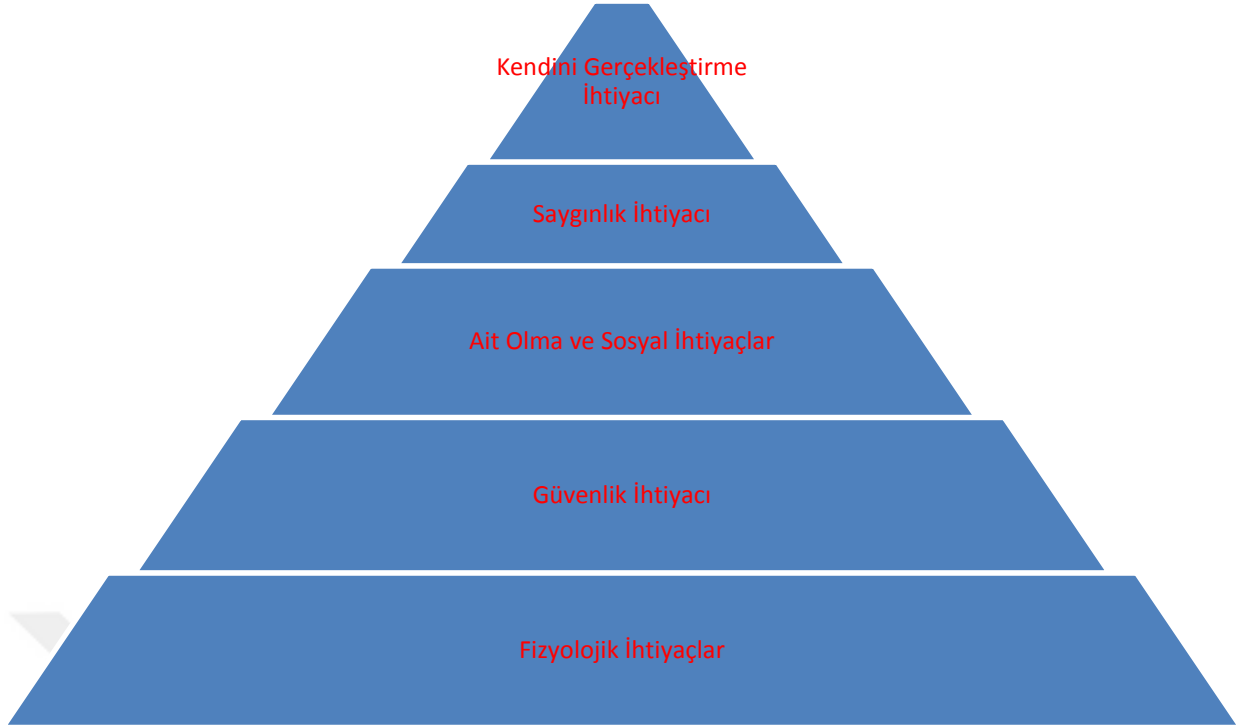 Kendini Gerçekleştirme
İhtiyacı
Saygınlık İhtiyacı
Ait Olma ve Sosyal İhtiyaçlar
Güvenlik İhtiyacı
Fizyolojik İhtiyaçlar